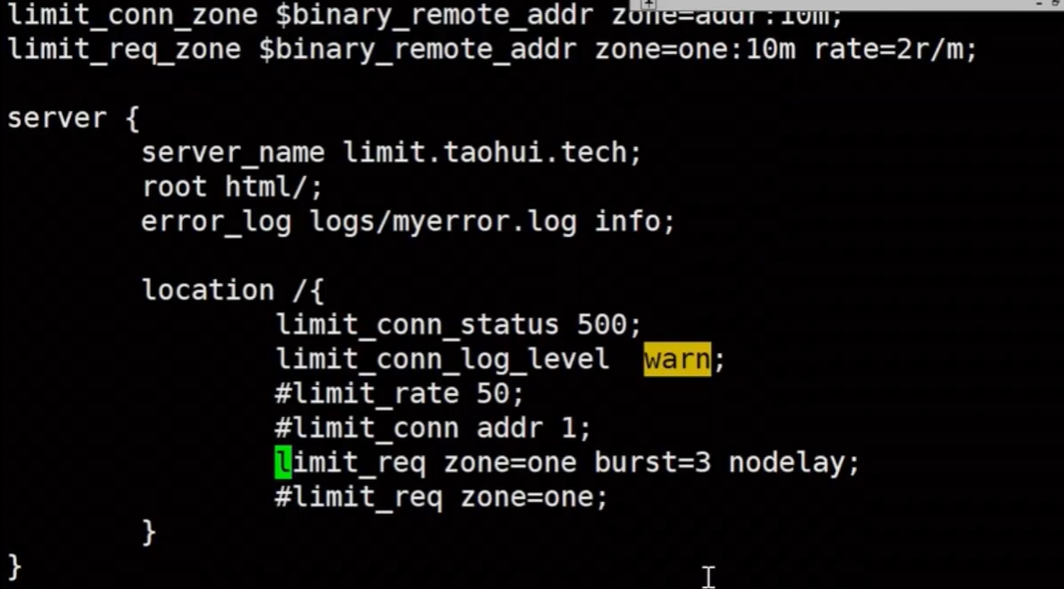 limit_conn_zone $binary_remote_addr zone=addr:10m;
limit_req_zone $binary_remote_addr zone=one:10m rate=2r/m;
server {
server_name limit.taohui.tech;
root html/;
error_log logs/myerror.log info;
location /{
limit_conn_status 500;
limit_conn_log_level warn;
#limit_rate 50;
#limit_conn addr 1;
limit_req zone=one burst=3 nodelay;
#limit_req zone=one;
}
}